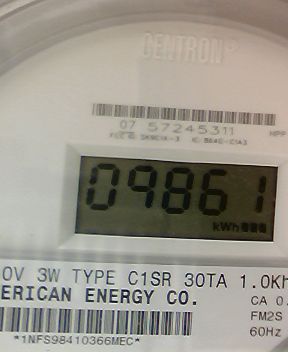 CENTRON®
07 57245311
09861
kWh
0V 3W TYPE C1SR 30TA 1.0Kh
ERICAN ENERGY CO.
CA 0.
FM2S
60Hz
*1NFS98410366MEC*